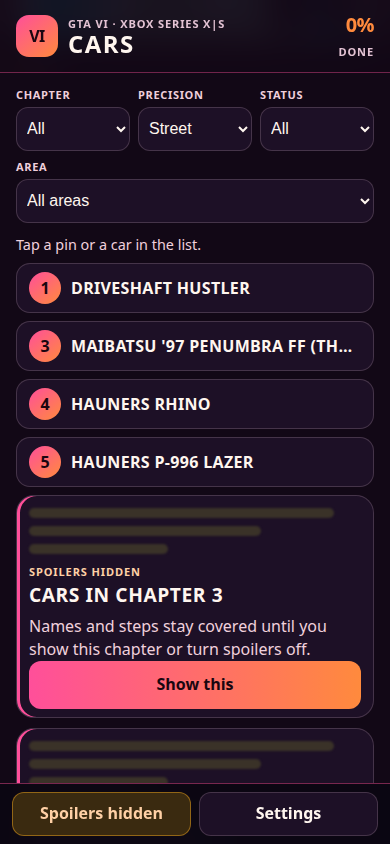 VI
GTA VI · XBOX SERIES X|S
CARS
0%
DONE
CHAPTER
PRECISION
STATUS
All
Street
All
AREA
All areas
Tap a pin or a car in the list.
1 DRIVESHAFT HUSTLER
3 MAIBATSU '97 PENUMBRA FF (TH...
4 HAUNERS RHINO
5 HAUNERS P-996 LAZER
SPOILERS HIDDEN
CARS IN CHAPTER 3
Names and steps stay covered until you
show this chapter or turn spoilers off.
Show this
Spoilers hidden
Settings